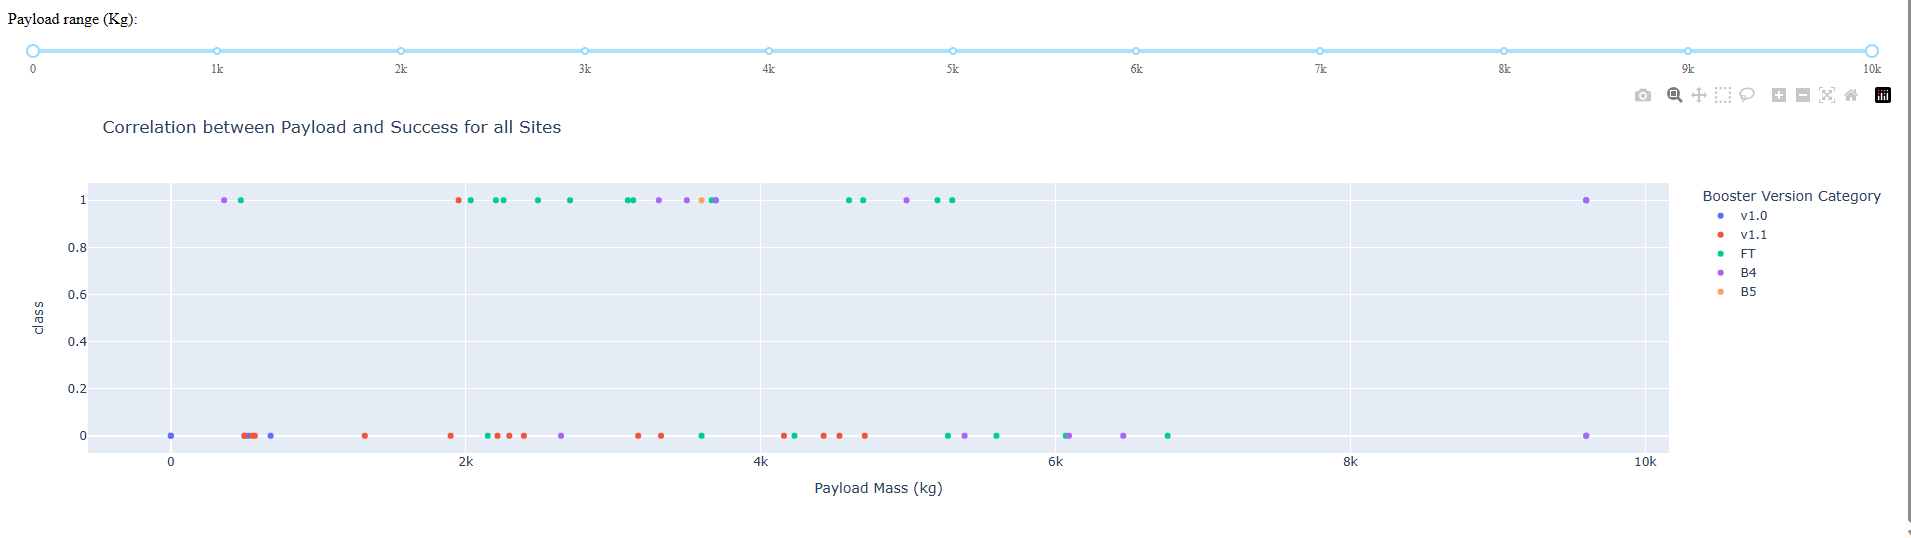 Payload range (Kg):
0 1k 2k 3k 4k 5k 6k 7k 8k 9k 10k
Correlation between Payload and Success for all Sites
1
0.8
0.6
0.4
0.2
0
class
0 2k 4k 6k 8k 10k
Payload Mass (kg)
Booster Version Category
v1.0
v1.1
FT
B4
B5